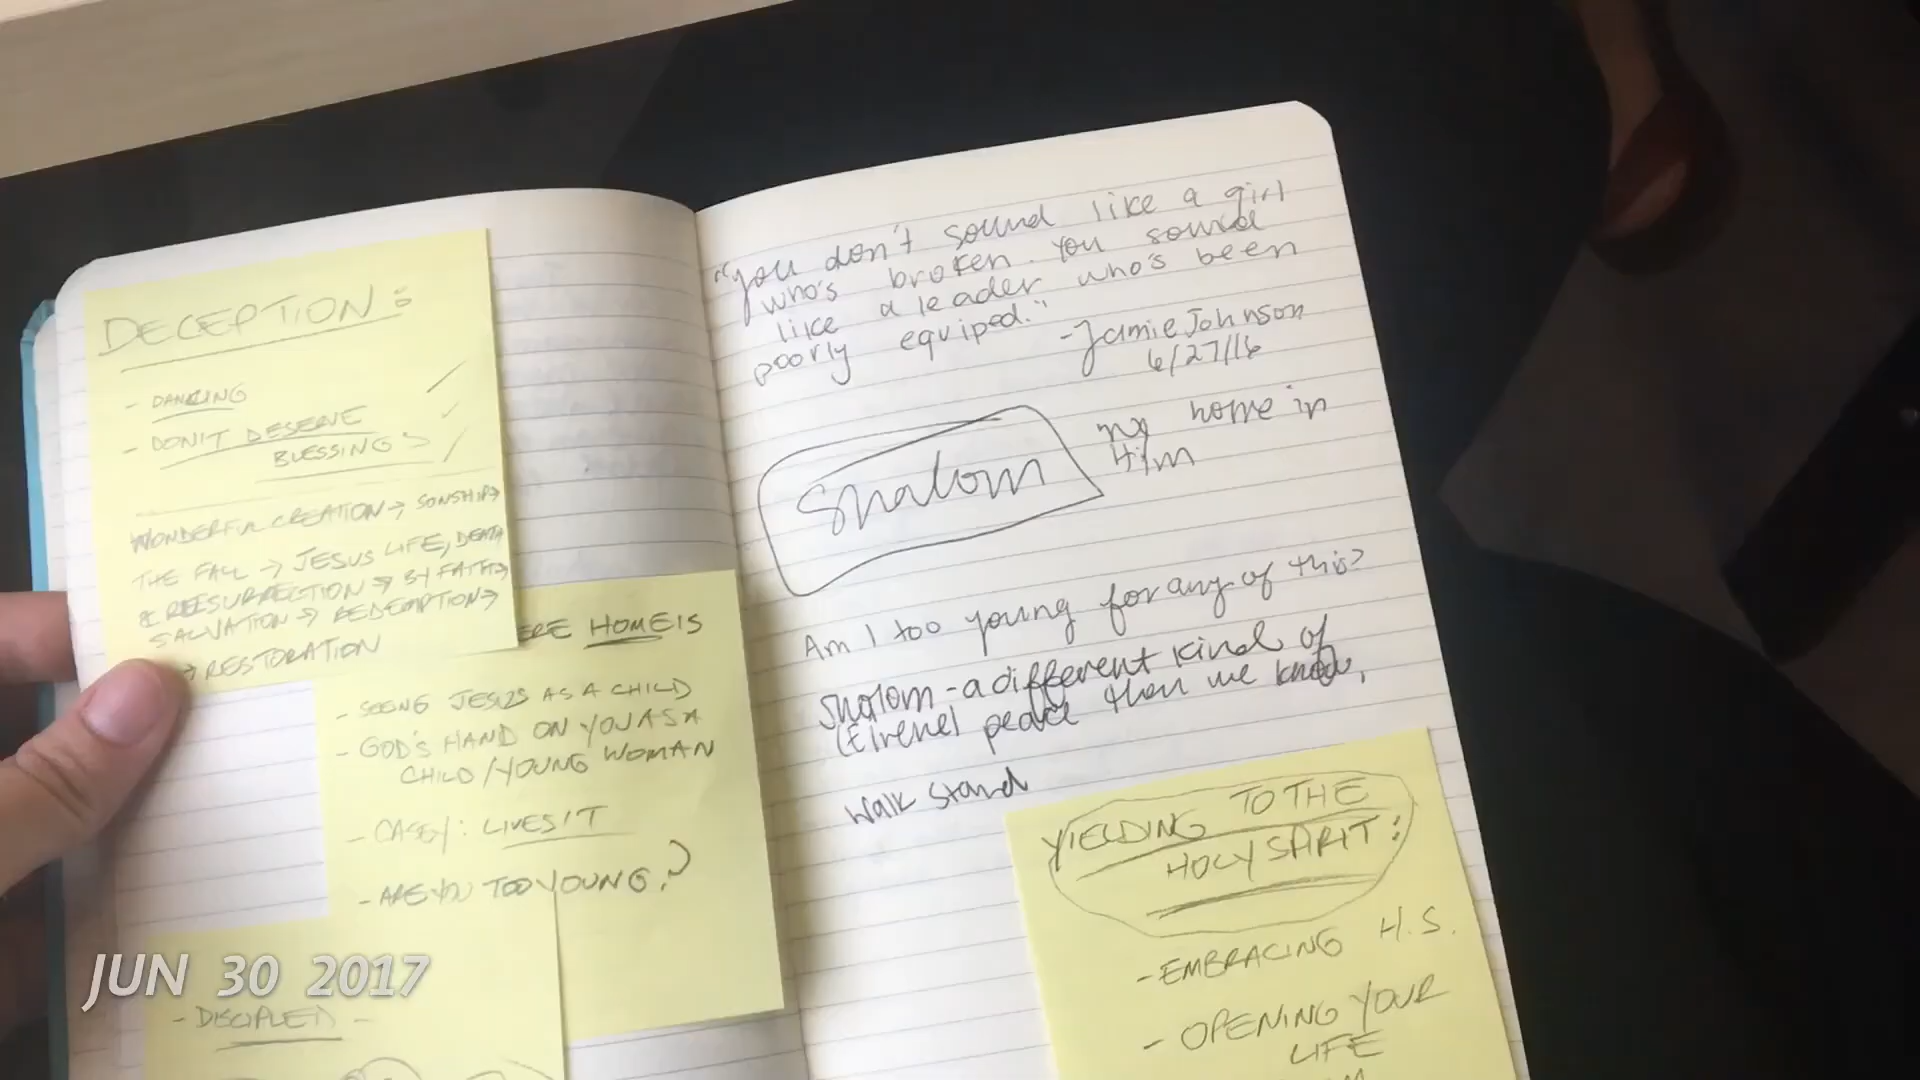 DECEPTION:
- DANCING
- DON'T DESERVE
BLESSINGS
WONDERFUL CREATION → SONSHIP →
THE FALL → JESUS LIFE, DEATH
& RESURRECTION → BY FAITH →
SALVATION → REDEMPTION →
→ RESTORATION
ERE HOME IS
- SEEING JESUS AS A CHILD
- GOD'S HAND ON YOU AS A
CHILD/YOUNG WOMAN
- CASEY: LIVES IT
- ARE YOU TOO YOUNG?
- DISCIPLED -
"you don't sound like a girl
who's broken. You sound
like a leader who's been
poorly equiped."
- Jamie Johnson
6/27/16
Shalom
my home in
Him
Am I too young for any of this?
Shalom - a different kind of
(Eirene) peace than we know,
Walk Stand
YIELDING TO THE
HOLY SPIRIT:
- EMBRACING H.S.
- OPENING YOUR
LIFE
JUN 30 2017